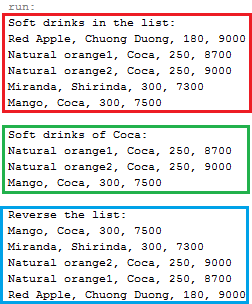 run:
Soft drinks in the list:
Red Apple, Chuong Duong, 180, 9000
Natural orange1, Coca, 250, 8700
Natural orange2, Coca, 250, 9000
Miranda, Shirinda, 300, 7300
Mango, Coca, 300, 7500
Soft drinks of Coca:
Natural orange1, Coca, 250, 8700
Natural orange2, Coca, 250, 9000
Mango, Coca, 300, 7500
Reverse the list:
Mango, Coca, 300, 7500
Miranda, Shirinda, 300, 7300
Natural orange2, Coca, 250, 9000
Natural orange1, Coca, 250, 8700
Red Apple, Chuong Duong, 180, 9000